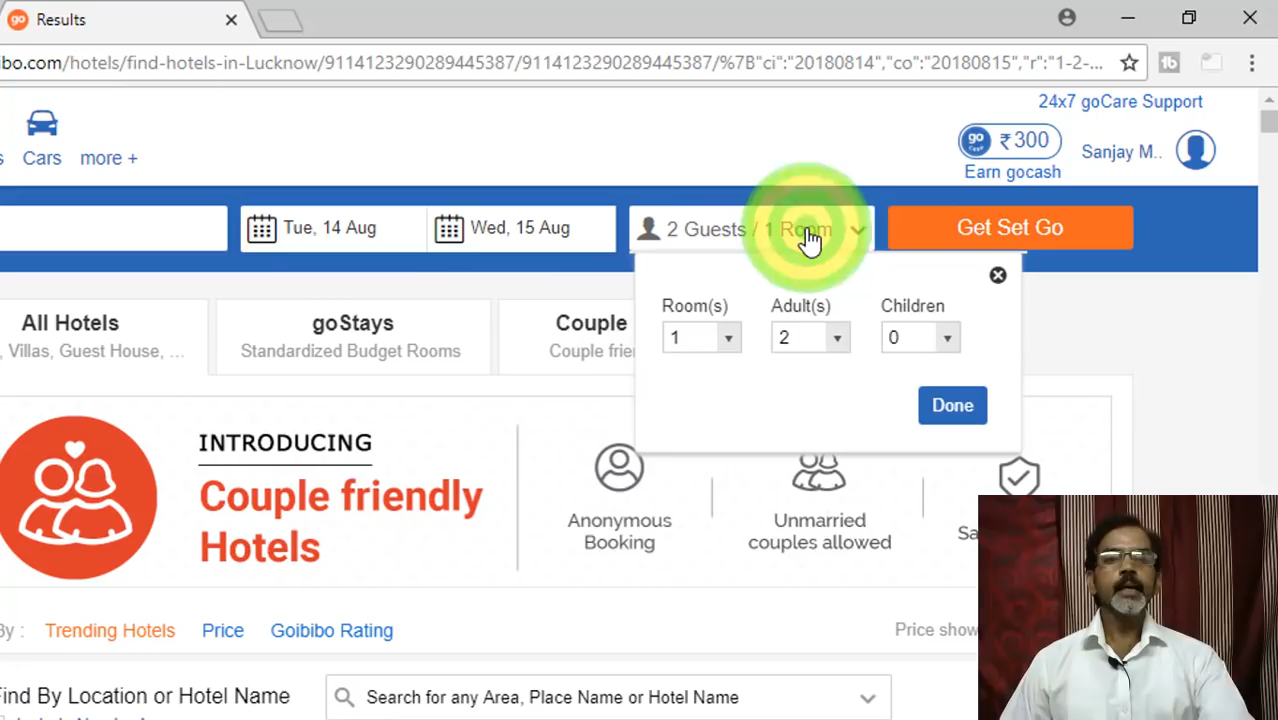 go Results
ibo.com/hotels/find-hotels-in-Lucknow/9114123290289445387/9114123290289445387/%7B"ci":"20180814","co":"20180815","r":"1-2-...
24x7 goCare Support
s Cars more +
go ₹300
Sanjay M..
Earn gocash
Tue, 14 Aug
Wed, 15 Aug
2 Guests / 1 Room
Get Set Go
Room(s) Adult(s) Children
1 2 0
Done
All Hotels
, Villas, Guest House, ...
goStays
Standardized Budget Rooms
Couple
Couple frie
INTRODUCING
Couple friendly
Hotels
Anonymous
Booking
Unmarried
couples allowed
Sa
By : Trending Hotels Price Goibibo Rating
Price show
Find By Location or Hotel Name
Search for any Area, Place Name or Hotel Name